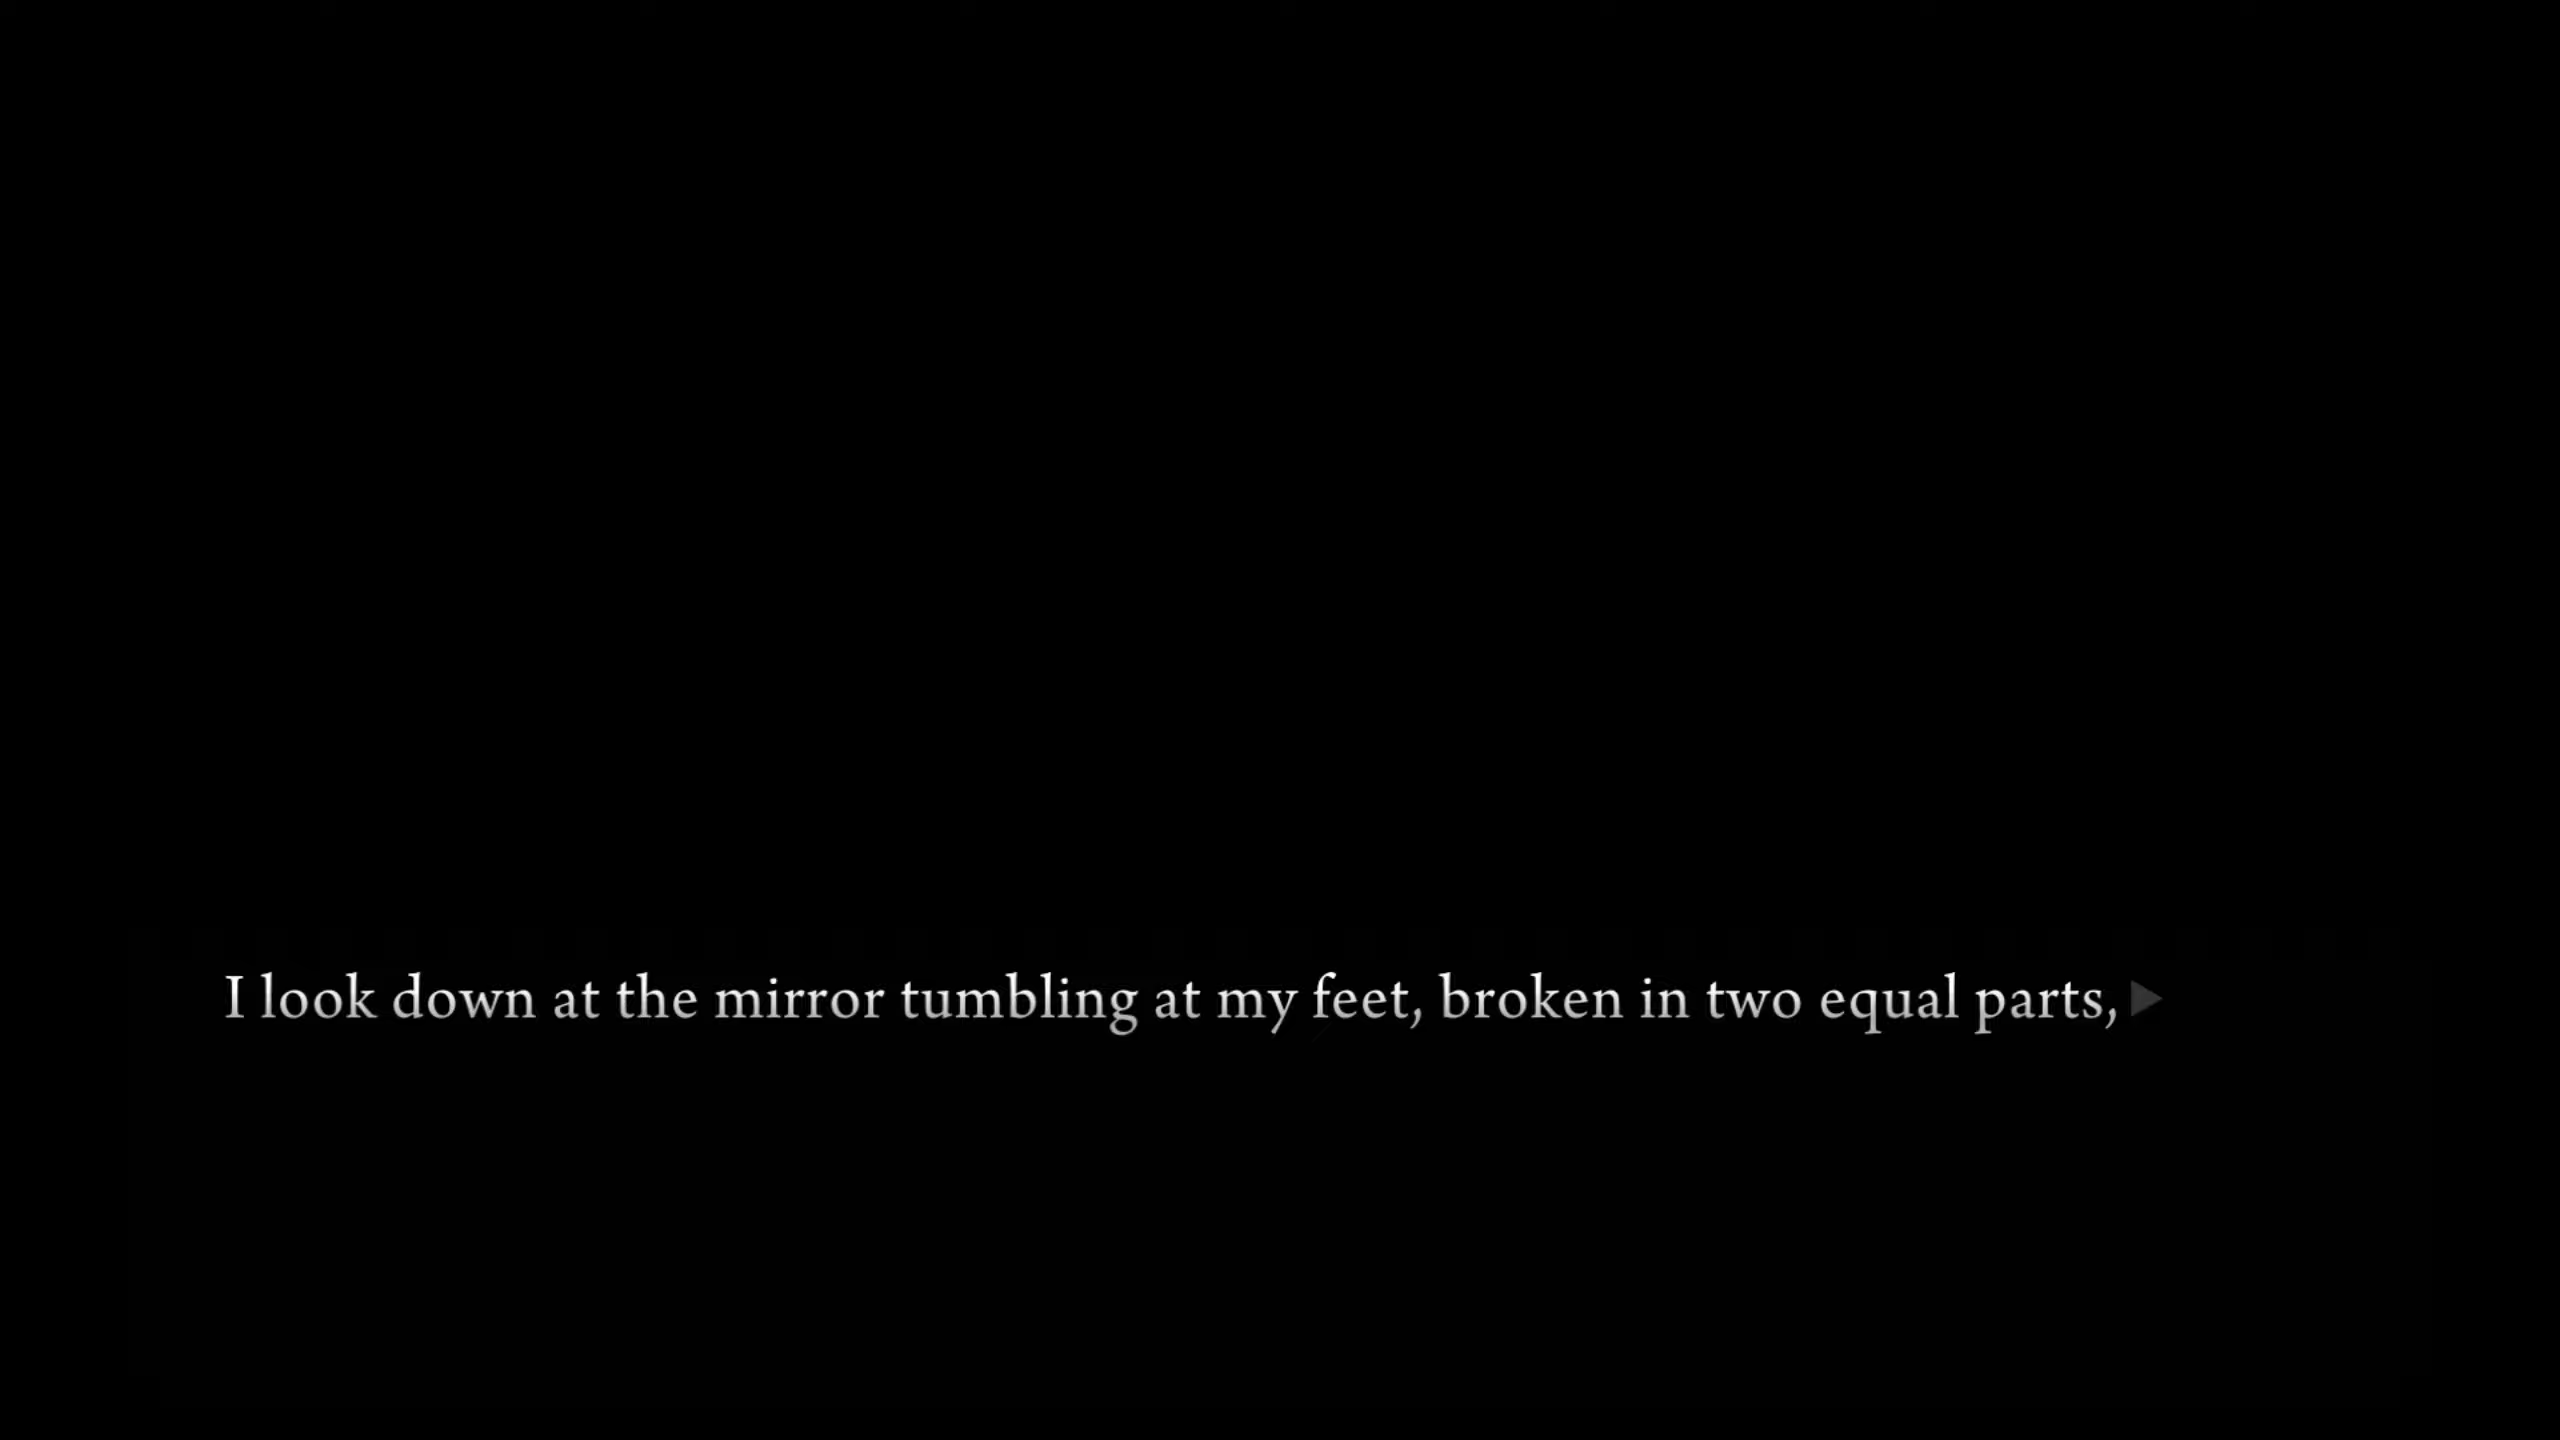 I look down at the mirror tumbling at my feet, broken in two equal parts,